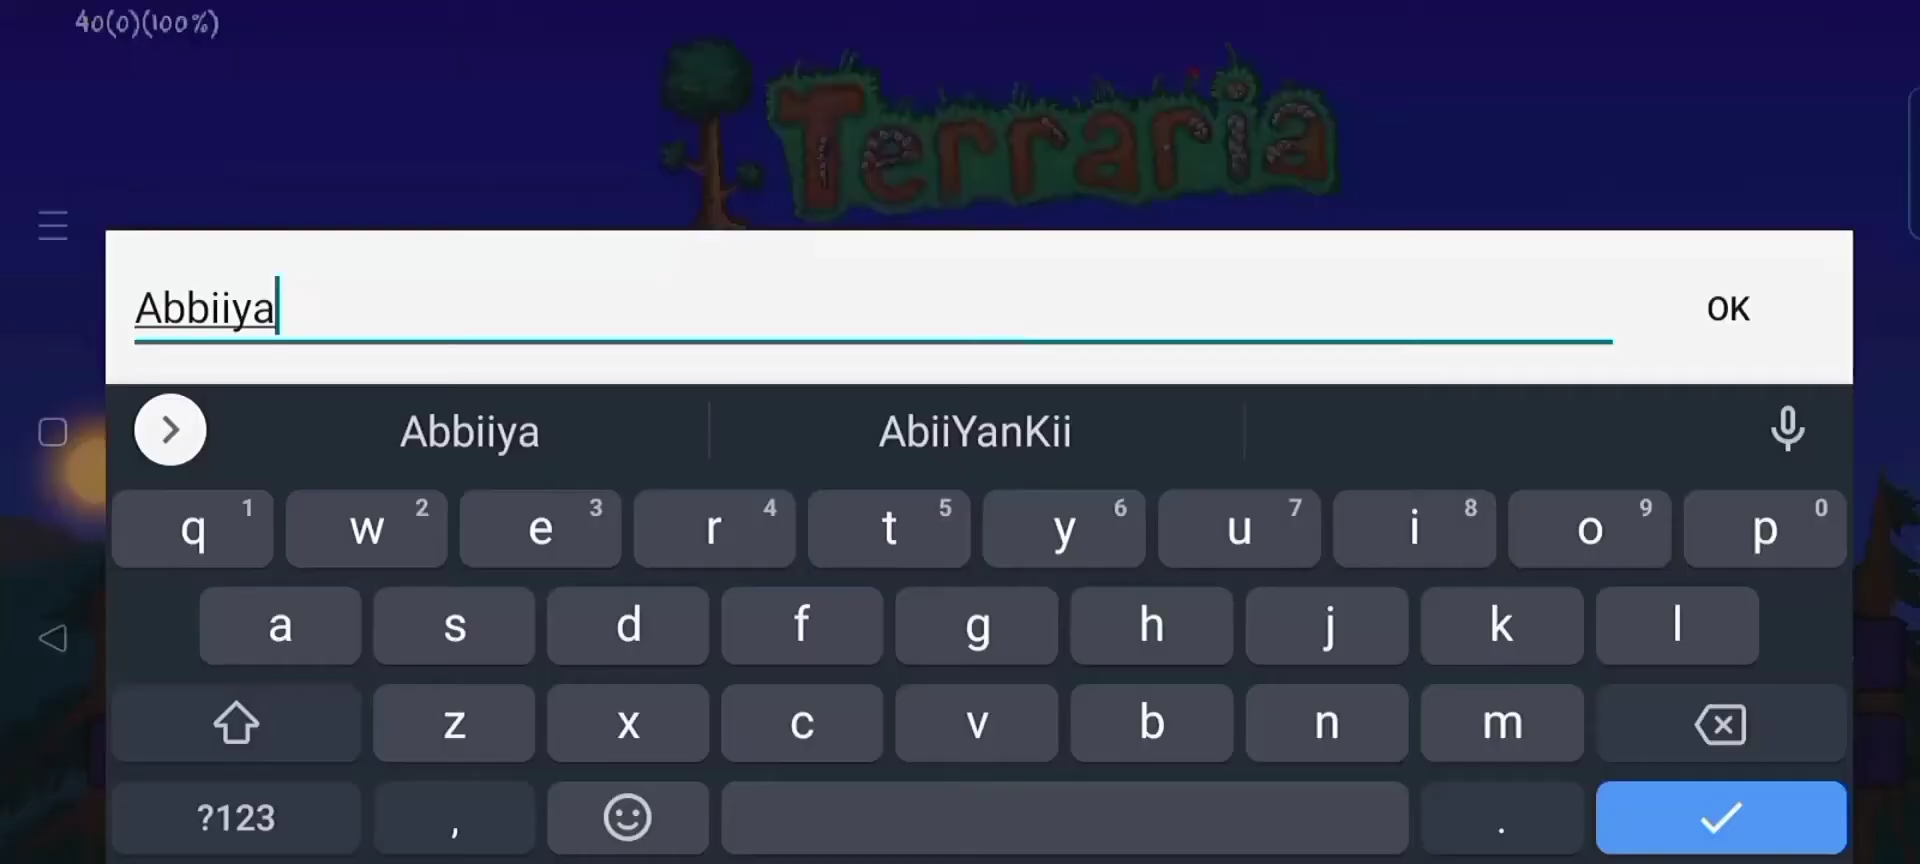 40(0)(100%)
Terraria
Abbiiya
OK
Abbiiya AbiiYanKii
q 1 w 2 e 3 r 4 t 5 y 6 u 7 i 8 o 9 p 0
a s d f g h j k l
z x c v b n m
?123 , .